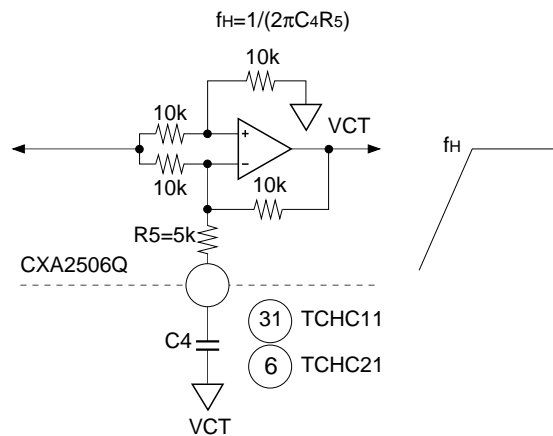 fH=1/(2πC4R5)
10k
10k
+
VCT
fH
−
10k
10k
R5=5k
CXA2506Q
31 TCHC11
C4
6 TCHC21
VCT